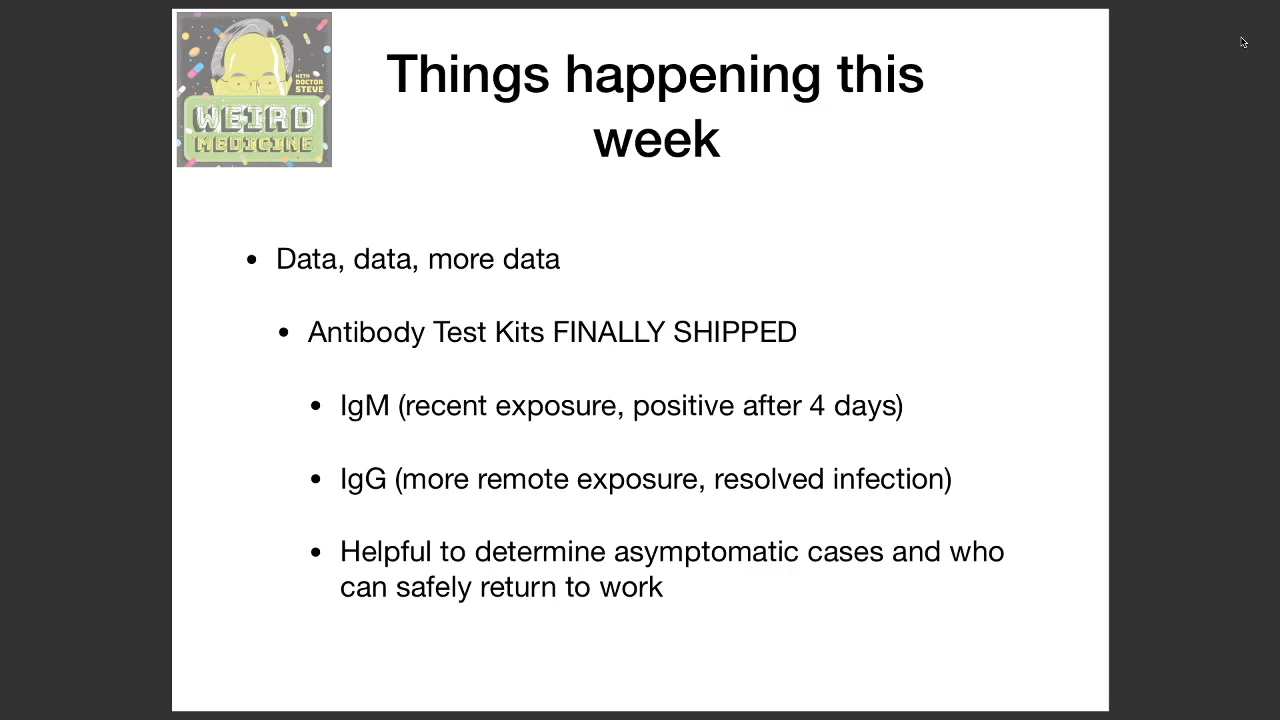 WITH
DOCTOR
STEVE
WEIRD
MEDICINE
Things happening this
week
• Data, data, more data
• Antibody Test Kits FINALLY SHIPPED
• IgM (recent exposure, positive after 4 days)
• IgG (more remote exposure, resolved infection)
• Helpful to determine asymptomatic cases and who
can safely return to work